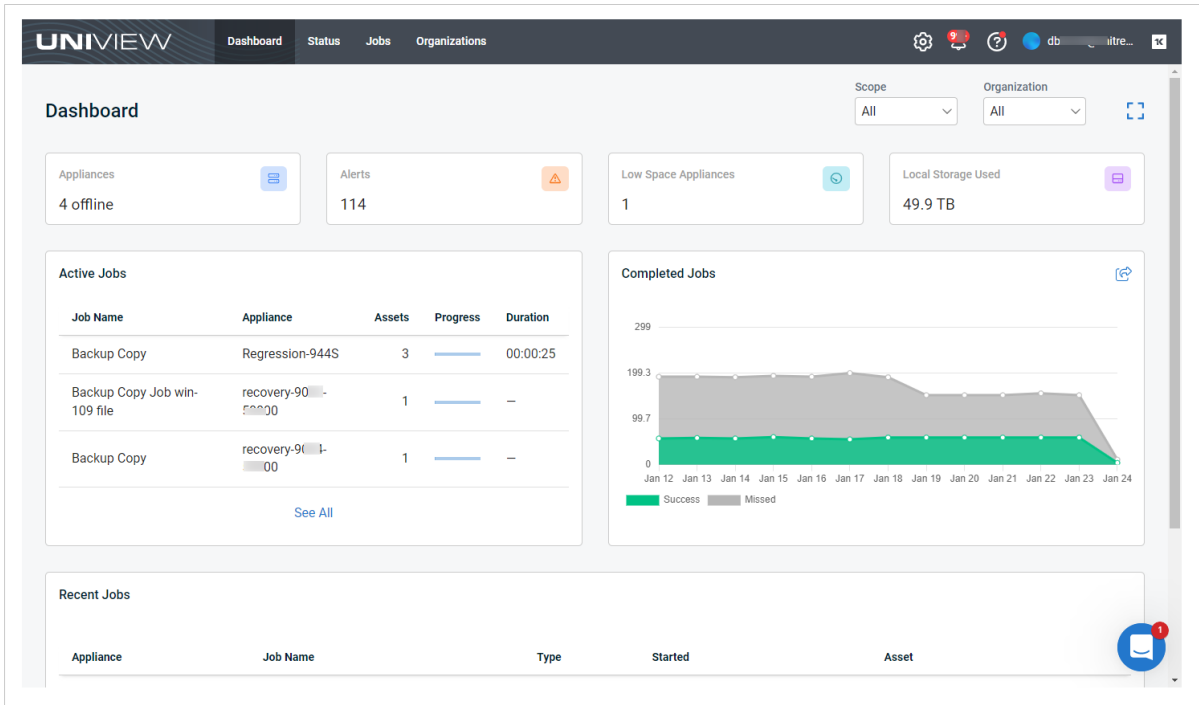 UNIVIEW Dashboard Status Jobs Organizations
Dashboard
Scope Organization
All All
Appliances
4 offline
Alerts
114
Low Space Appliances
1
Local Storage Used
49.9 TB
Active Jobs
Job Name Appliance Assets Progress Duration
Backup Copy Regression-944S 3 00:00:25
Backup Copy Job win- recovery-90
109 file 1 —
Backup Copy recovery-9
00 1 —
See All
Completed Jobs
299
199.3
99.7
0
Jan 12 Jan 13 Jan 14 Jan 15 Jan 16 Jan 17 Jan 18 Jan 19 Jan 20 Jan 21 Jan 22 Jan 23 Jan 24
Success Missed
Recent Jobs
Appliance Job Name Type Started Asset
1